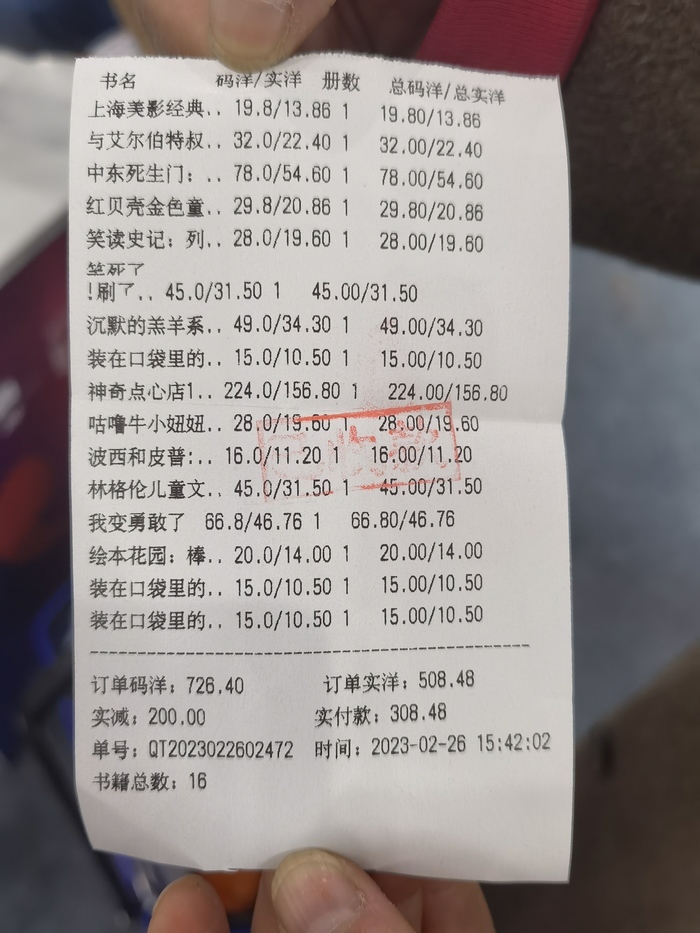 书名 码洋/实洋 册数 总码洋/总实洋
上海美影经典.. 19.8/13.86 1 19.80/13.86
与艾尔伯特叔.. 32.0/22.40 1 32.00/22.40
中东死生门：.. 78.0/54.60 1 78.00/54.60
红贝壳金色童.. 29.8/20.86 1 29.80/20.86
笑读史记：列.. 28.0/19.60 1 28.00/19.60
笑死了
!刷了.. 45.0/31.50 1 45.00/31.50
沉默的羔羊系.. 49.0/34.30 1 49.00/34.30
装在口袋里的.. 15.0/10.50 1 15.00/10.50
神奇点心店1.. 224.0/156.80 1 224.00/156.80
咕噜牛小妞妞.. 28.0/19.60 1 28.00/19.60
波西和皮普:.. 16.0/11.20 1 16.00/11.20
林格伦儿童文.. 45.0/31.50 1 45.00/31.50
我变勇敢了 66.8/46.76 1 66.80/46.76
绘本花园：棒.. 20.0/14.00 1 20.00/14.00
装在口袋里的.. 15.0/10.50 1 15.00/10.50
装在口袋里的.. 15.0/10.50 1 15.00/10.50
订单码洋：726.40 订单实洋：508.48
实减：200.00 实付款：308.48
单号：QT2023022602472 时间：2023-02-26 15:42:02
书籍总数：16